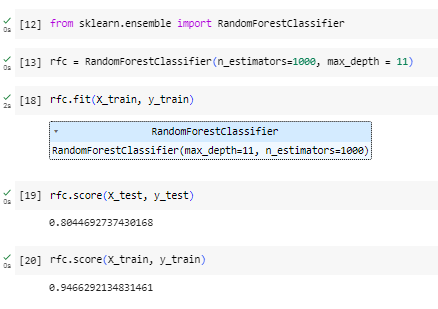 [12] from sklearn.ensemble import RandomForestClassifier
0s
[13] rfc = RandomForestClassifier(n_estimators=1000, max_depth = 11)
0s
[18] rfc.fit(X_train, y_train)
2s
RandomForestClassifier
RandomForestClassifier(max_depth=11, n_estimators=1000)
[19] rfc.score(X_test, y_test)
0s
0.8044692737430168
[20] rfc.score(X_train, y_train)
0s
0.9466292134831461